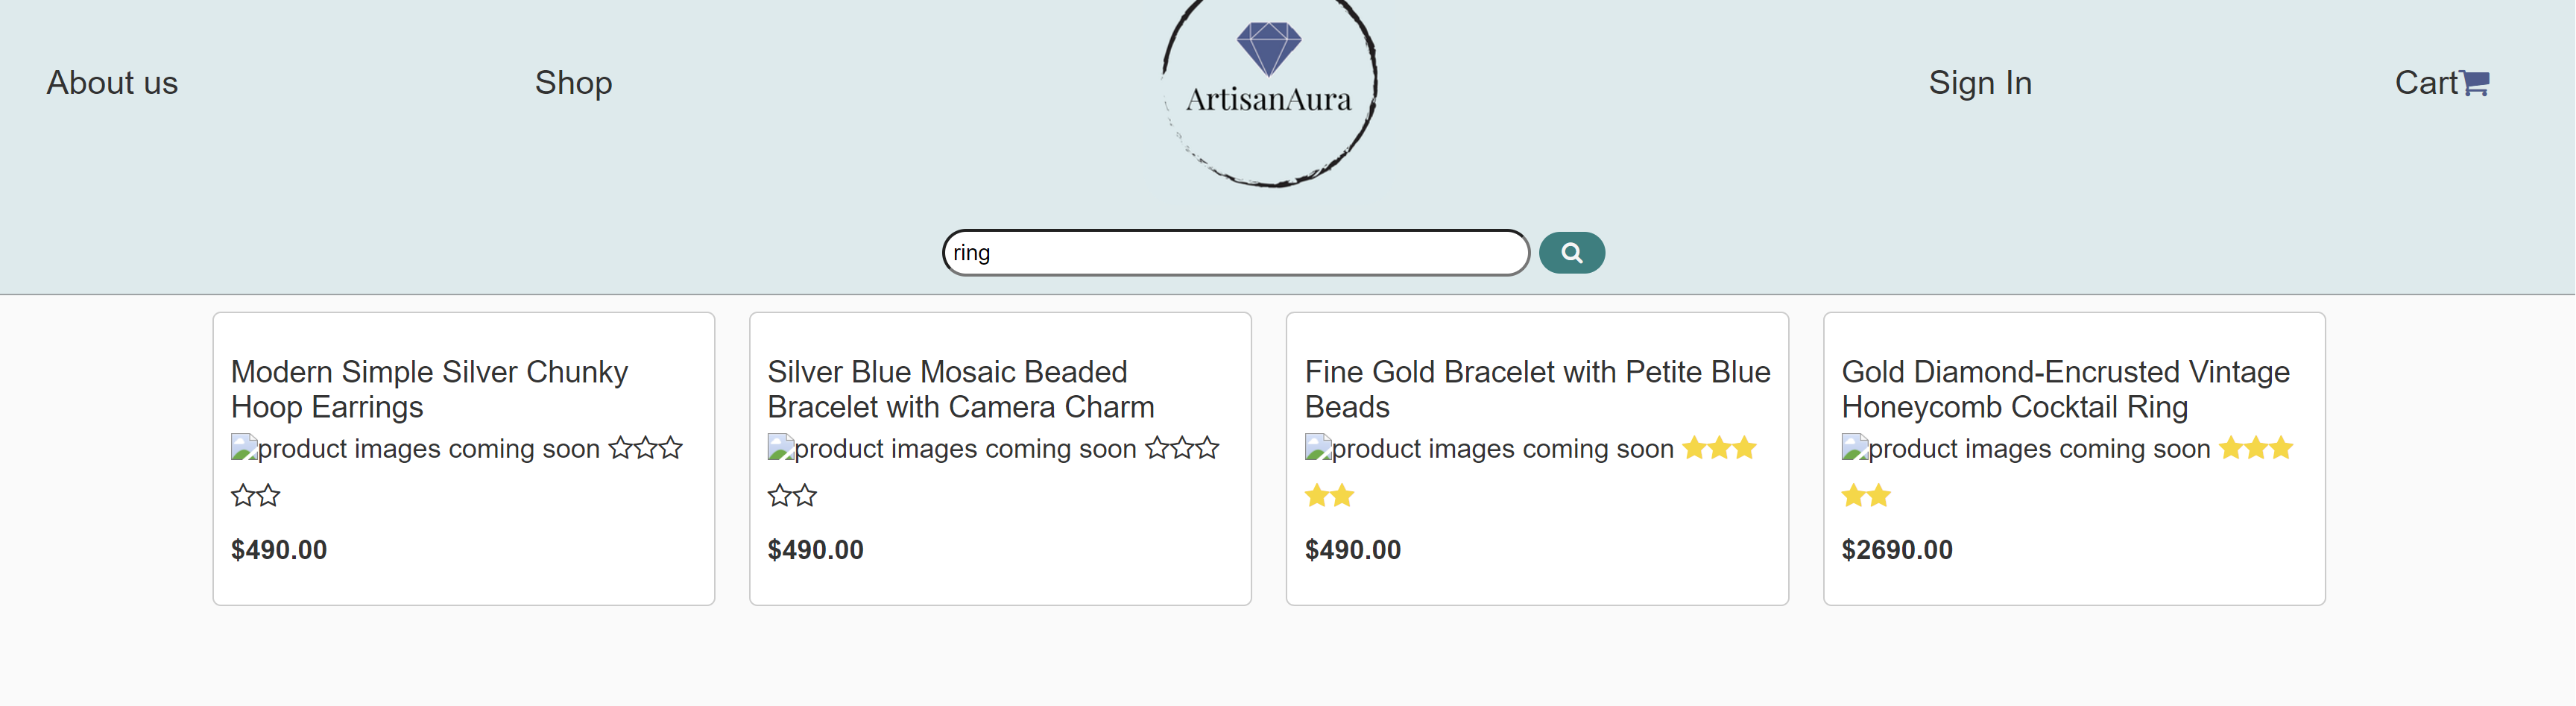 About us
Shop
ArtisanAura
Sign In
Cart
ring
Modern Simple Silver Chunky
Hoop Earrings
product images coming soon
$490.00
Silver Blue Mosaic Beaded
Bracelet with Camera Charm
product images coming soon
$490.00
Fine Gold Bracelet with Petite Blue
Beads
product images coming soon
$490.00
Gold Diamond-Encrusted Vintage
Honeycomb Cocktail Ring
product images coming soon
$2690.00